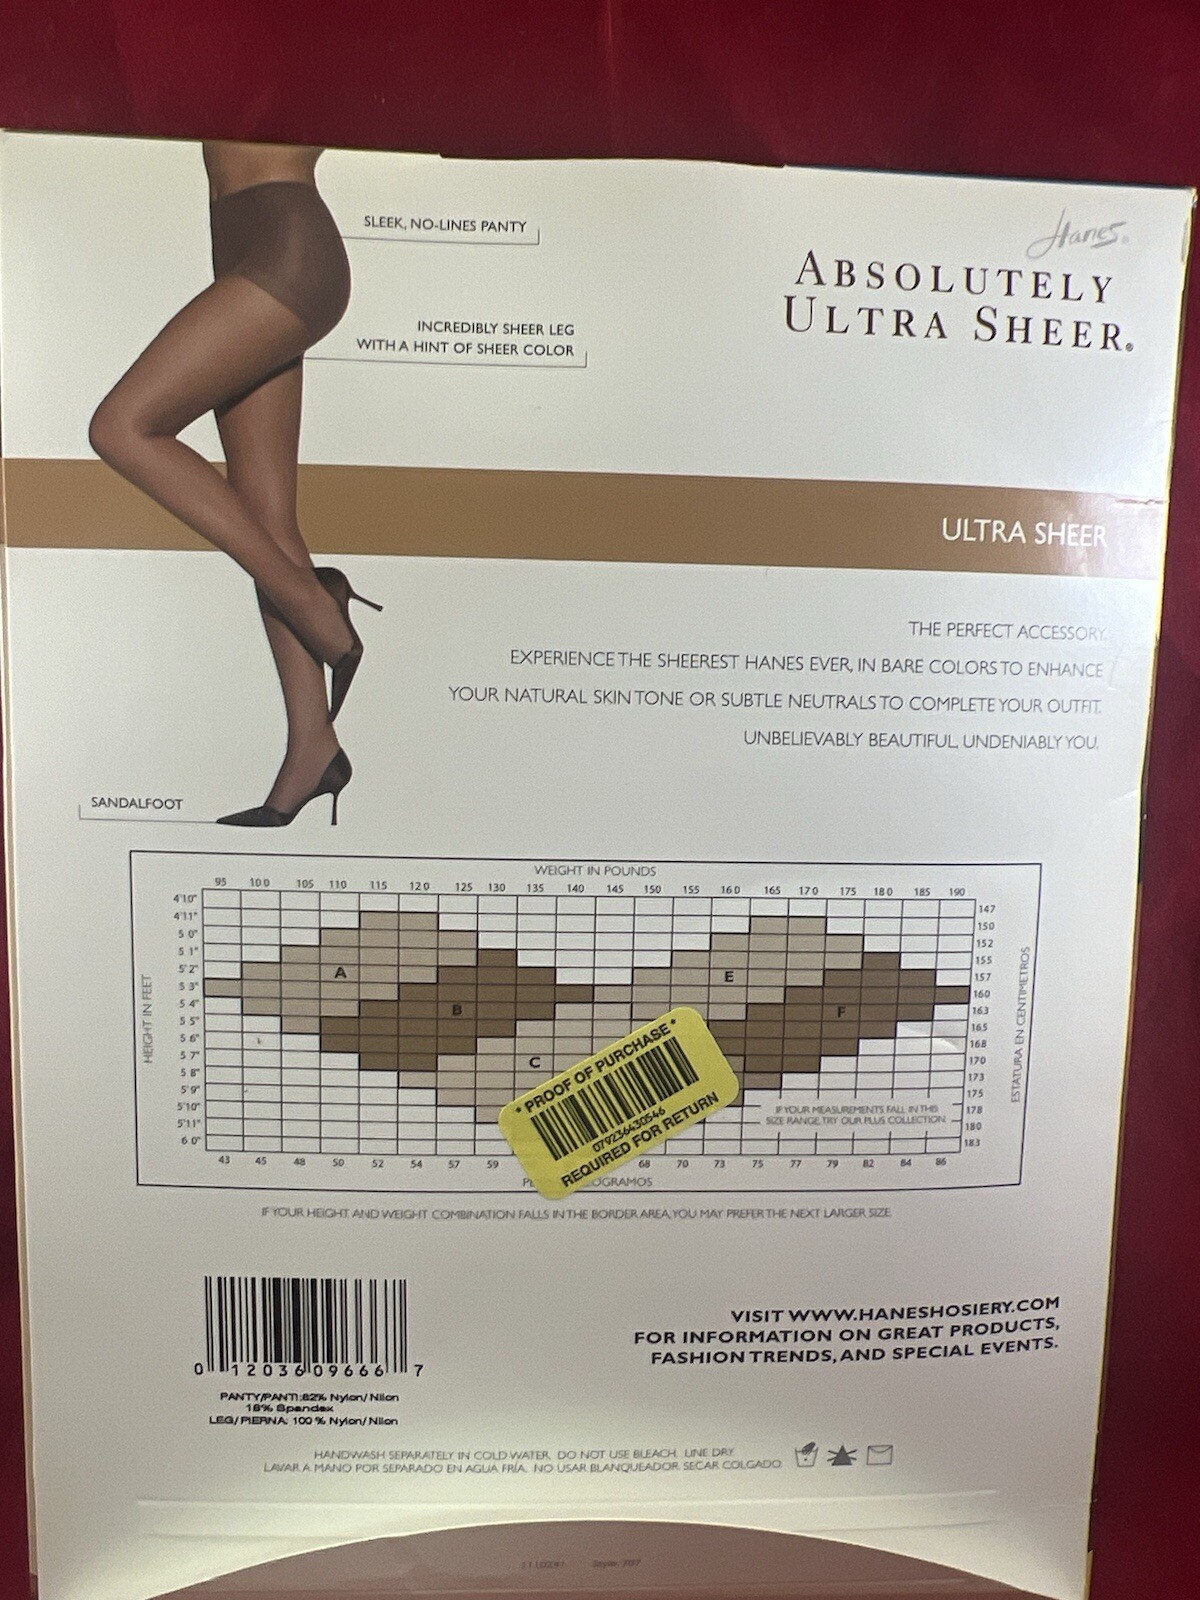 SLEEK, NO-LINES PANTY
Hanes®
ABSOLUTELY
ULTRA SHEER®
INCREDIBLY SHEER LEG
WITH A HINT OF SHEER COLOR
ULTRA SHEER
THE PERFECT ACCESSORY.
EXPERIENCE THE SHEEREST HANES EVER, IN BARE COLORS TO ENHANCE
YOUR NATURAL SKIN TONE OR SUBTLE NEUTRALS TO COMPLETE YOUR OUTFIT.
UNBELIEVABLY BEAUTIFUL, UNDENIABLY YOU.
SANDALFOOT
WEIGHT IN POUNDS
95 100 105 110 115 120 125 130 135 140 145 150 155 160 165 170 175 180 185 190
HEIGHT IN FEET
4'10"
4'11"
5 0"
5 1"
5'2"
5 3"
5 4"
5 5"
5 6"
5 7"
5 8"
5'9"
5'10"
5'11"
6 0"
A
B
C
E
F
147
150
152
155
157
160
163
165
168
170
173
175
178
180
183
ESTATURA EN CENTIMETROS
IF YOUR MEASUREMENTS FALL IN THIS
SIZE RANGE, TRY OUR PLUS COLLECTION
* PROOF OF PURCHASE *
079236430546
REQUIRED FOR RETURN
43 45 48 50 52 54 57 59 68 70 73 75 77 79 82 84 86
OGRAMOS
IF YOUR HEIGHT AND WEIGHT COMBINATION FALLS IN THE BORDER AREA, YOU MAY PREFER THE NEXT LARGER SIZE.
0 12036 09666 7
PANTY/PANTI:82% Nylon/ Nilon
18% Spandex
LEG/ PIERNA: 100 % Nylon/ Nilon
VISIT WWW.HANESHOSIERY.COM
FOR INFORMATION ON GREAT PRODUCTS,
FASHION TRENDS, AND SPECIAL EVENTS.
HANDWASH SEPARATELY IN COLD WATER. DO NOT USE BLEACH. LINE DRY.
LAVAR A MANO POR SEPARADO EN AGUA FRÍA. NO USAR BLANQUEADOR. SECAR COLGADO.
Style: 707